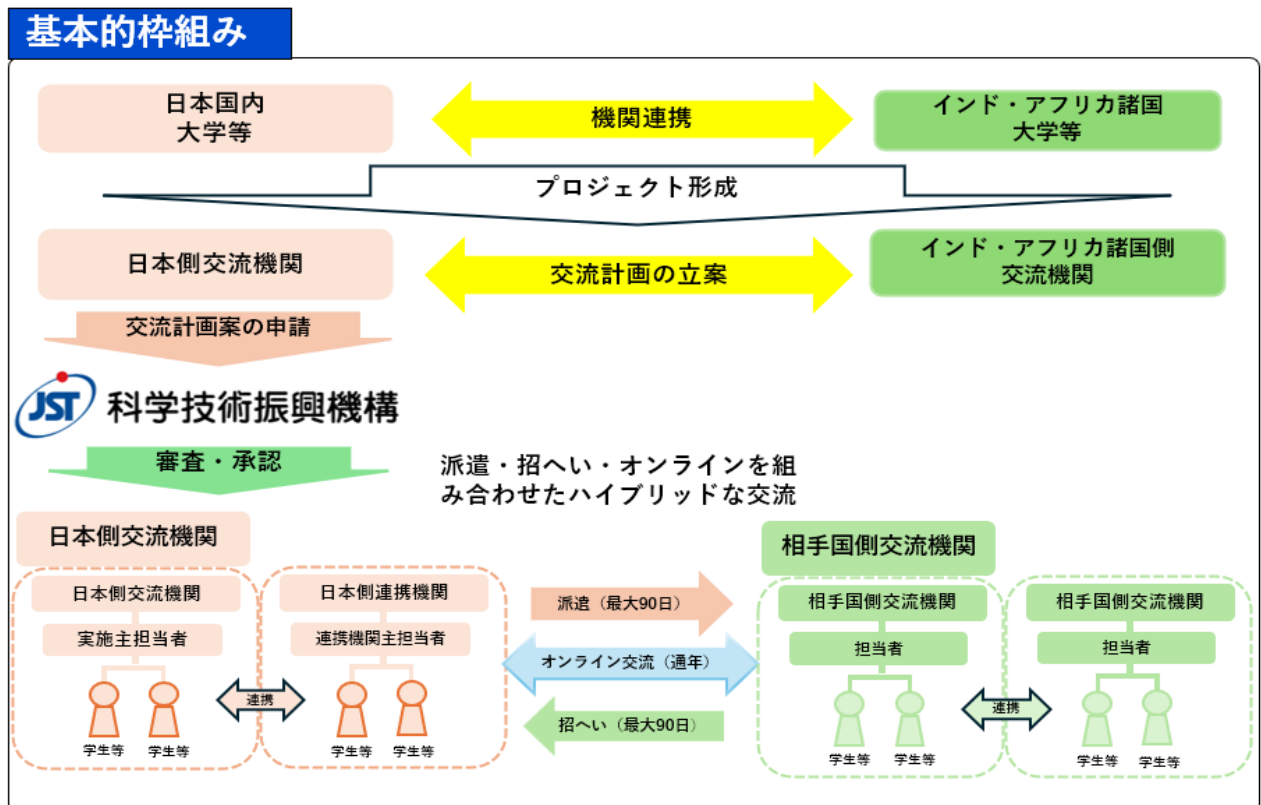 基本的枠組み
日本国内
大学等
機関連携
インド・アフリカ諸国
大学等
プロジェクト形成
日本側交流機関
交流計画の立案
インド・アフリカ諸国側
交流機関
交流計画案の申請
JST 科学技術振興機構
審査・承認
派遣・招へい・オンラインを組
み合わせたハイブリッドな交流
日本側交流機関
相手国側交流機関
日本側交流機関
日本側連携機関
派遣（最大90日）
相手国側交流機関
相手国側交流機関
実施主担当者
連携機関主担当者
担当者
担当者
オンライン交流（通年）
連携
連携
招へい（最大90日）
学生等
学生等
学生等
学生等
学生等
学生等
学生等
学生等